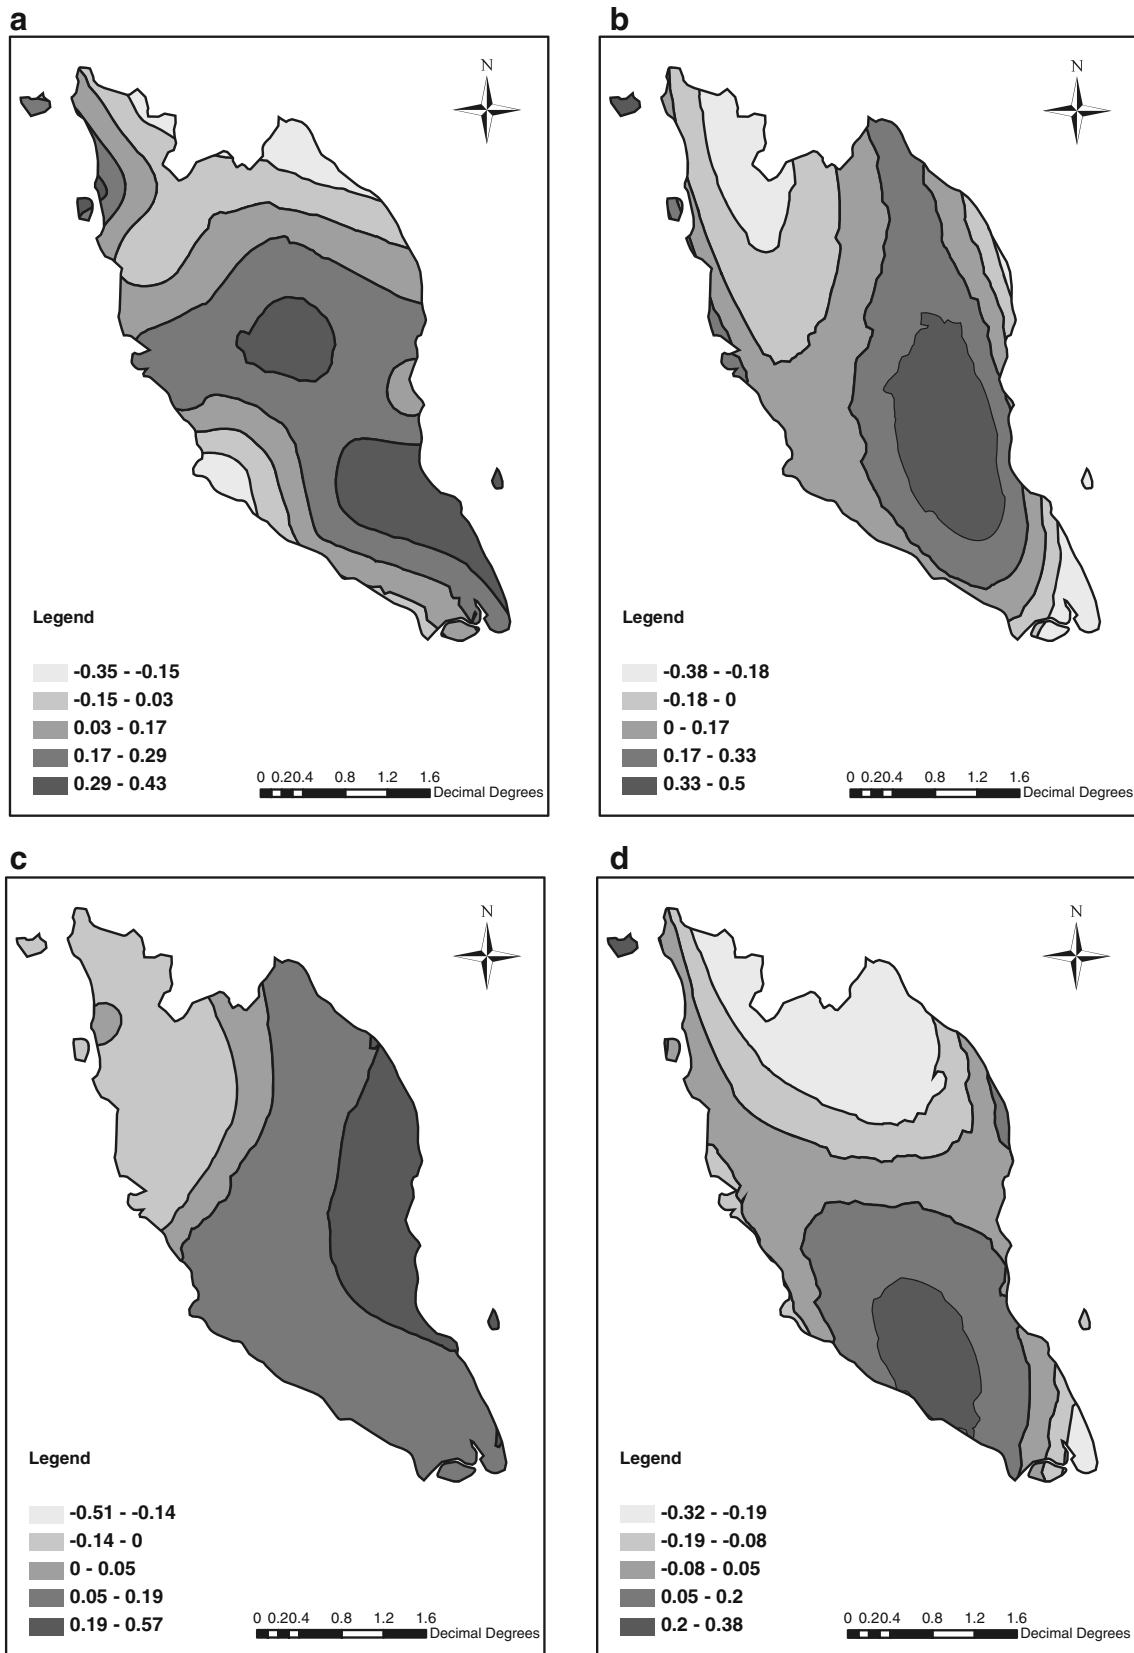 a
N
Legend
-0.35 - -0.15
-0.15 - 0.03
0.03 - 0.17
0.17 - 0.29
0.29 - 0.43
0 0.20.4 0.8 1.2 1.6
Decimal Degrees
b
N
Legend
-0.38 - -0.18
-0.18 - 0
0 - 0.17
0.17 - 0.33
0.33 - 0.5
0 0.20.4 0.8 1.2 1.6
Decimal Degrees
c
N
Legend
-0.51 - -0.14
-0.14 - 0
0 - 0.05
0.05 - 0.19
0.19 - 0.57
0 0.20.4 0.8 1.2 1.6
Decimal Degrees
d
N
Legend
-0.32 - -0.19
-0.19 - -0.08
-0.08 - 0.05
0.05 - 0.2
0.2 - 0.38
0 0.20.4 0.8 1.2 1.6
Decimal Degrees